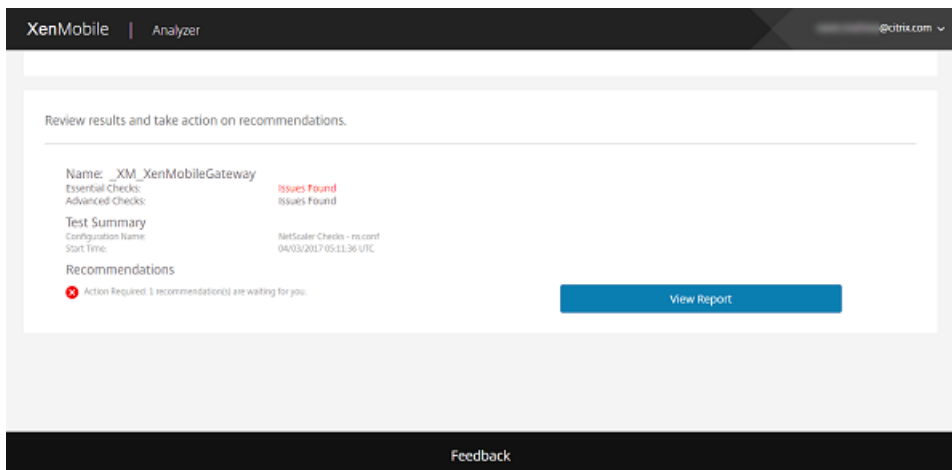 XenMobile | Analyzer
@citrix.com
Review results and take action on recommendations.
Name: _XM_XenMobileGateway
Essential Checks: Issues Found
Advanced Checks: Issues Found
Test Summary
Configuration Name: NetScaler Checks - ns.conf
Start Time: 04/03/2017 05:11:36 UTC
Recommendations
Action Required: 1 recommendation(s) are waiting for you.
View Report
Feedback